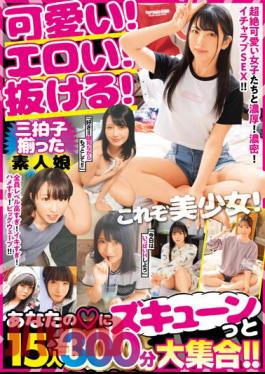 可愛い!
エロい!
抜ける!
超絶可愛い女子たちと濃厚!濃密!
イチャラブSEX!!
三拍子
揃った
素人娘
これぞ美少女!
あなたの♡に
ズキューンっと
15人300分大集合!!